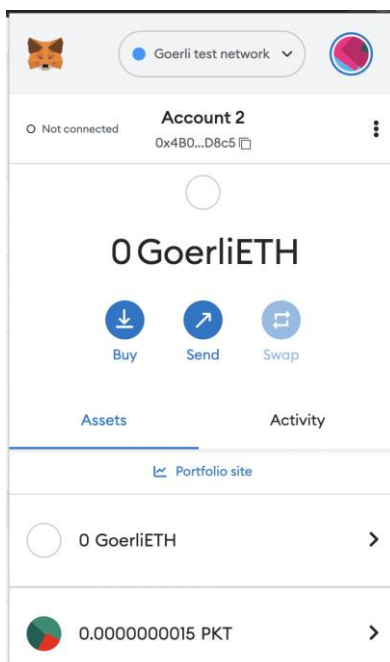 Goerli test network
Not connected
Account 2
0x4B0...D8c5
0 GoerliETH
Buy
Send
Swap
Assets
Activity
Portfolio site
0 GoerliETH
0.0000000015 PKT